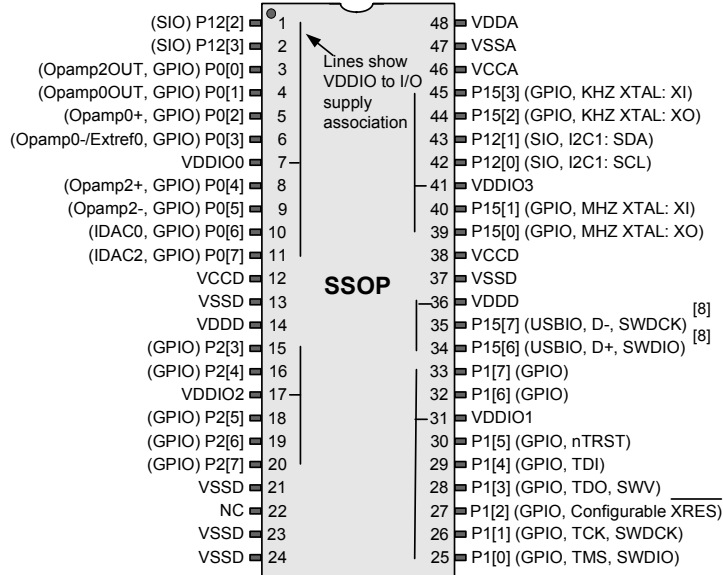 (SIO) P12[2] 1
(SIO) P12[3] 2
(Opamp2OUT, GPIO) P0[0] 3
(Opamp0OUT, GPIO) P0[1] 4
(Opamp0+, GPIO) P0[2] 5
(Opamp0-/Extref0, GPIO) P0[3] 6
VDDIO0 7
(Opamp2+, GPIO) P0[4] 8
(Opamp2-, GPIO) P0[5] 9
(IDAC0, GPIO) P0[6] 10
(IDAC2, GPIO) P0[7] 11
VCCD 12
VSSD 13
VDDD 14
(GPIO) P2[3] 15
(GPIO) P2[4] 16
VDDIO2 17
(GPIO) P2[5] 18
(GPIO) P2[6] 19
(GPIO) P2[7] 20
VSSD 21
NC 22
VSSD 23
VSSD 24
Lines show
VDDIO to I/O
supply
association
SSOP
48 VDDA
47 VSSA
46 VCCA
45 P15[3] (GPIO, KHZ XTAL: XI)
44 P15[2] (GPIO, KHZ XTAL: XO)
43 P12[1] (SIO, I2C1: SDA)
42 P12[0] (SIO, I2C1: SCL)
41 VDDIO3
40 P15[1] (GPIO, MHZ XTAL: XI)
39 P15[0] (GPIO, MHZ XTAL: XO)
38 VCCD
37 VSSD
36 VDDD
35 P15[7] (USBIO, D-, SWDCK) [8]
34 P15[6] (USBIO, D+, SWDIO) [8]
33 P1[7] (GPIO)
32 P1[6] (GPIO)
31 VDDIO1
30 P1[5] (GPIO, nTRST)
29 P1[4] (GPIO, TDI)
28 P1[3] (GPIO, TDO, SWV)
27 P1[2] (GPIO, Configurable XRES)
26 P1[1] (GPIO, TCK, SWDCK)
25 P1[0] (GPIO, TMS, SWDIO)